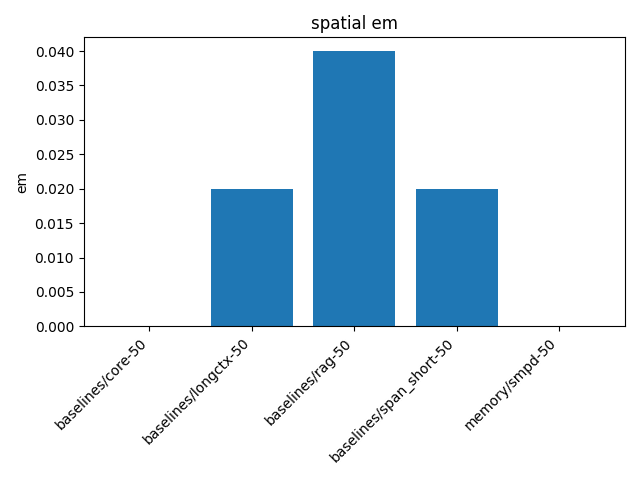 spatial em
0.040
0.035
0.030
0.025
0.020
0.015
0.010
0.005
0.000
em
baselines/core-50
baselines/longctx-50
baselines/rag-50
baselines/span_short-50
memory/smpd-50